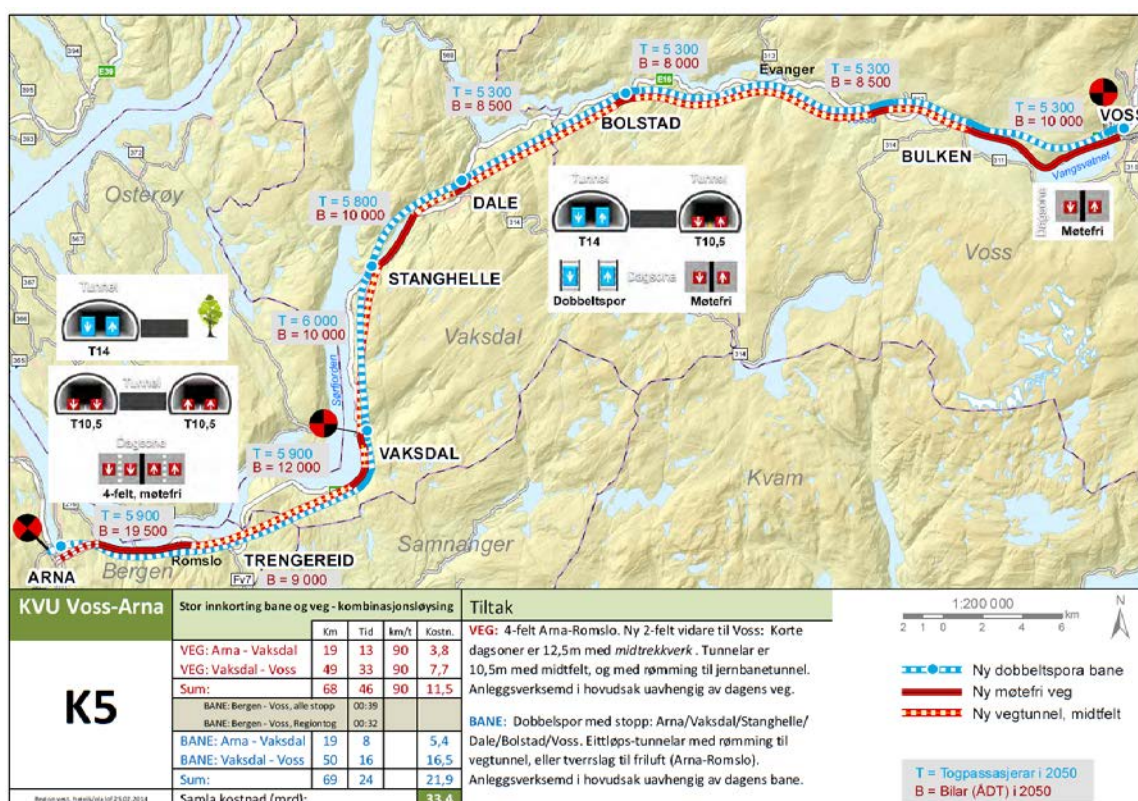 T = 5 300
B = 8 000
E39
E16
Evanger
T = 5 300
B = 8 500
T = 5 300
B = 8 500
T = 5 300
B = 10 000
VOSS
BOLSTAD
BULKEN
Vangsvatnet
Osterøy
DALE
T = 5 800
B = 10 000
Tunnel
Tunnel
T14
T10,5
Dobbeltspor
Dagsone
Møtefri
Dagsone
Møtefri
Voss
STANGHELLE
Tunnel
T14
T = 6 000
B = 10 000
Vaksdal
Sørfjorden
Tunnel
T10,5
T10,5
Dagsone
4-felt, møtefri
VAKSDAL
T = 5 900
B = 12 000
Kvam
T = 5 900
B = 19 500
Samnanger
Romslo
TRENGEREID
ARNA
Bergen
Fv7
B = 9 000
KVU Voss-Arna
K5
Stor innkorting bane og veg - kombinasjonsløysing
Km Tid km/t Kostn.
VEG: Arna - Vaksdal 19 13 90 3,8
VEG: Vaksdal - Voss 49 33 90 7,7
Sum: 68 46 90 11,5
BANE: Bergen - Voss, alle stopp 00:39
BANE: Bergen - Voss, Regiontog 00:32
BANE: Arna - Vaksdal 19 8 5,4
BANE: Vaksdal - Voss 50 16 16,5
Sum: 69 24 21,9
Samla kostnad (mrd): 33,4
Tiltak
VEG: 4-felt Arna-Romslo. Ny 2-felt vidare til Voss: Korte
dagsoner er 12,5m med midtrekkverk . Tunnelar er
10,5m med midtfelt, og med rømming til jernbanetunnel.
Anleggsverksemd i hovudsak uavhengig av dagens veg.
BANE: Dobbelspor med stopp: Arna/Vaksdal/Stanghelle/
Dale/Bolstad/Voss. Eittløps-tunnelar med rømming til
vegtunnel, eller tverrslag til friluft (Arna-Romslo).
Anleggsverksemd i hovudsak uavhengig av dagens bane.
1:200 000
2 1 0 2 4 6
km
N
Ny dobbeltspora bane
Ny møtefri veg
Ny vegtunnel, midtfelt
T = Togpassasjerar i 2050
B = Bilar (ÅDT) i 2050